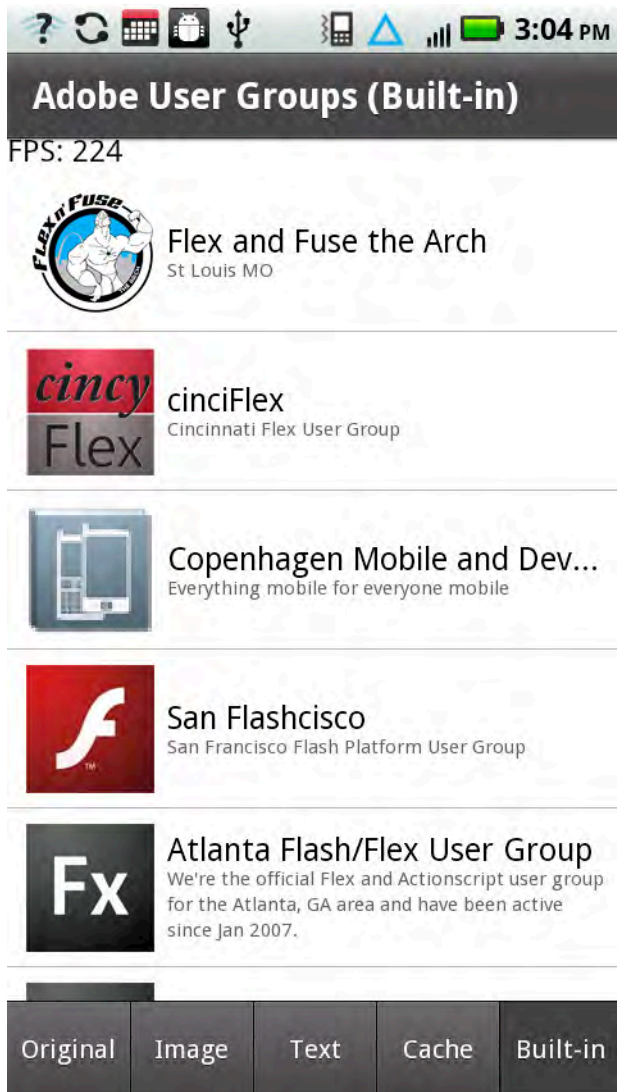 3:04 PM
Adobe User Groups (Built-in)
FPS: 224
FLEX n' FUSE
THE ARCH
Flex and Fuse the Arch
St Louis MO
cincy
Flex
cinciFlex
Cincinnati Flex User Group
Copenhagen Mobile and Dev...
Everything mobile for everyone mobile
TM
San Flashcisco
San Francisco Flash Platform User Group
Fx
Atlanta Flash/Flex User Group
We're the official Flex and Actionscript user group
for the Atlanta, GA area and have been active
since Jan 2007.
Original Image Text Cache Built-in